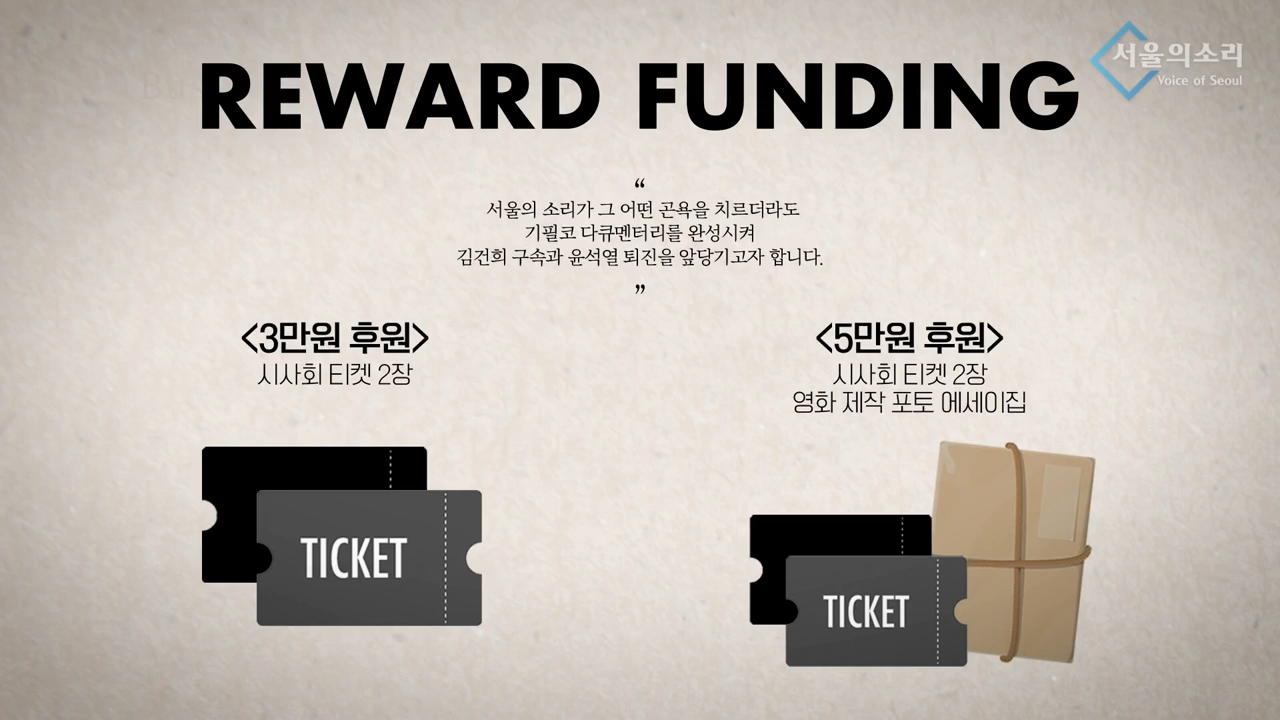 REWARD FUNDING
서울의소리
Voice of Seoul
“
서울의 소리가 그 어떤 곤욕을 치르더라도
기필코 다큐멘터리를 완성시켜
김건희 구속과 윤석열 퇴진을 앞당기고자 합니다.
”
<3만원 후원>
시사회 티켓 2장
<5만원 후원>
시사회 티켓 2장
영화 제작 포토 에세이집
TICKET
TICKET